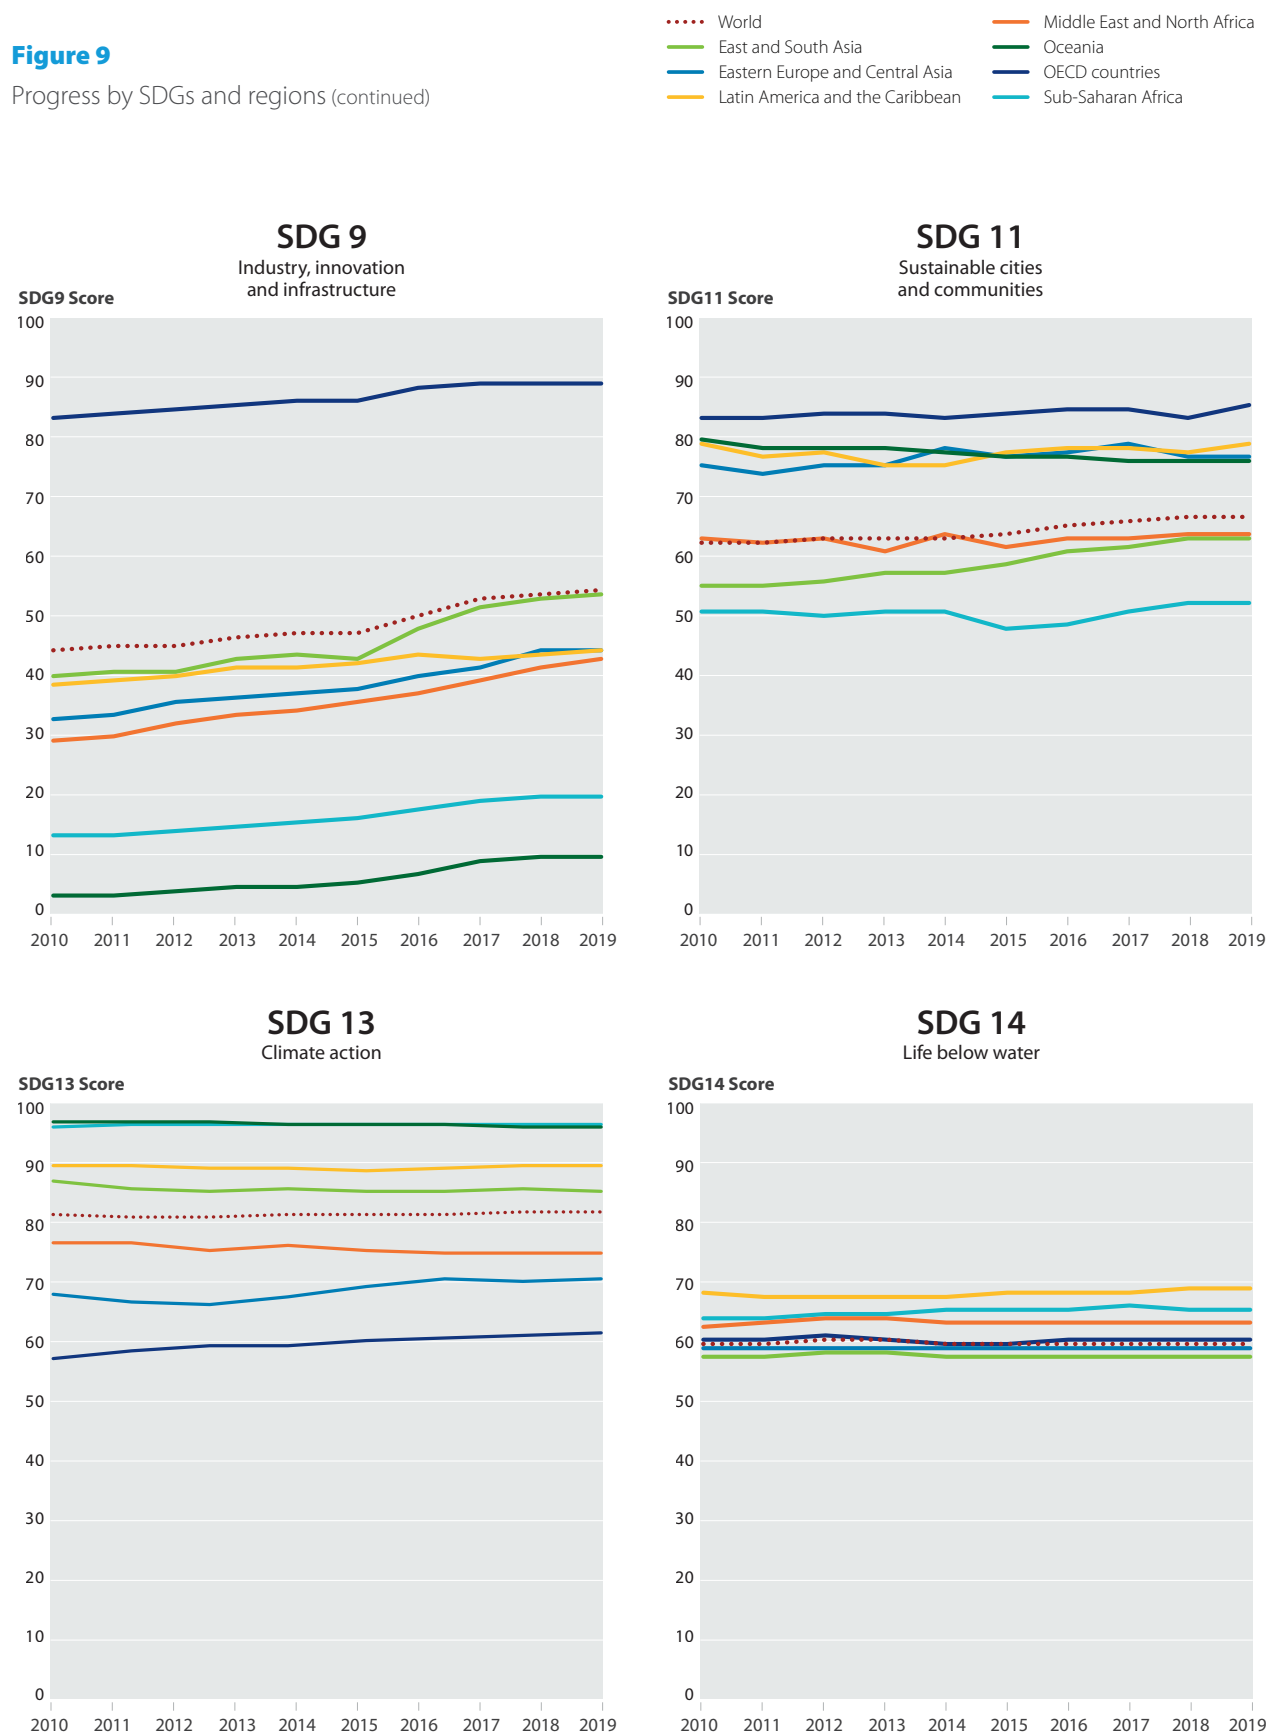 Figure 9
Progress by SDGs and regions (continued)
World
East and South Asia
Eastern Europe and Central Asia
Latin America and the Caribbean
Middle East and North Africa
Oceania
OECD countries
Sub-Saharan Africa
SDG 9
Industry, innovation
and infrastructure
SDG9 Score
100
90
80
70
60
50
40
30
20
10
0
2010 2011 2012 2013 2014 2015 2016 2017 2018 2019
SDG 11
Sustainable cities
and communities
SDG11 Score
100
90
80
70
60
50
40
30
20
10
0
2010 2011 2012 2013 2014 2015 2016 2017 2018 2019
SDG 13
Climate action
SDG13 Score
100
90
80
70
60
50
40
30
20
10
0
2010 2011 2012 2013 2014 2015 2016 2017 2018 2019
SDG 14
Life below water
SDG14 Score
100
90
80
70
60
50
40
30
20
10
0
2010 2011 2012 2013 2014 2015 2016 2017 2018 2019